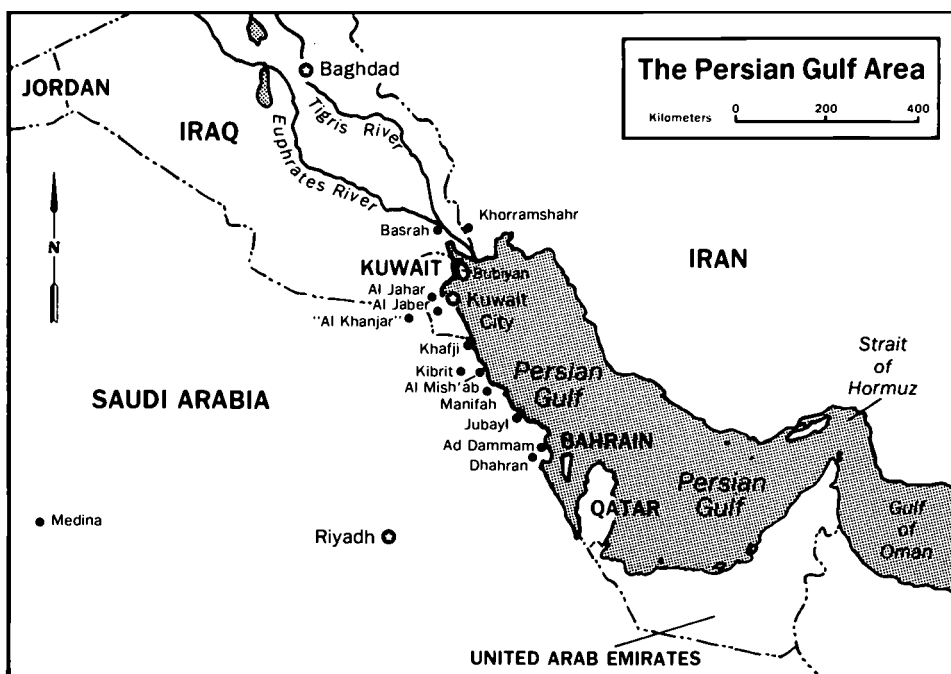 The Persian Gulf Area
Kilometers 0 200 400
JORDAN
Baghdad
IRAQ
Tigris River
Euphrates River
N
Basrah
Khorramshahr
KUWAIT
Bubiyan
IRAN
Al Jahar
Al Jaber
Kuwait
City
"Al Khanjar"
Khafji
Kibrit
Al Mish'ab
Manifah
Persian
Gulf
Strait
of
Hormuz
SAUDI ARABIA
Jubayl
Ad Dammam
BAHRAIN
Dhahran
Persian
Gulf
QATAR
Gulf
of
Oman
Medina
Riyadh
UNITED ARAB EMIRATES